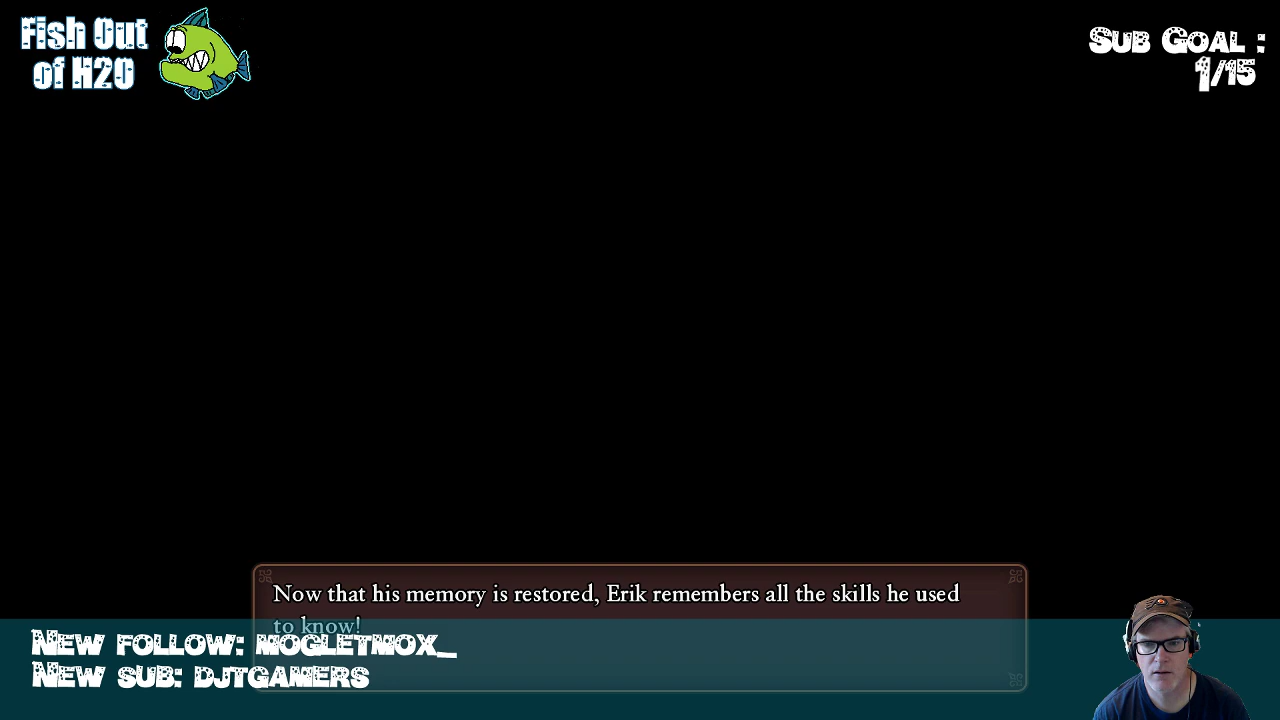 Fish Out
of H2O
Sub Goal :
1/15
Now that his memory is restored, Erik remembers all the skills he used
to know!
New follow: mogletmox_
New sub: djtgamers